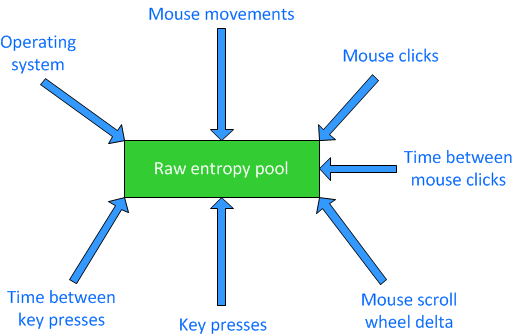 Mouse movements
Operating
system
Mouse clicks
Raw entropy pool
Time between
mouse clicks
Time between
key presses
Key presses
Mouse scroll
wheel delta